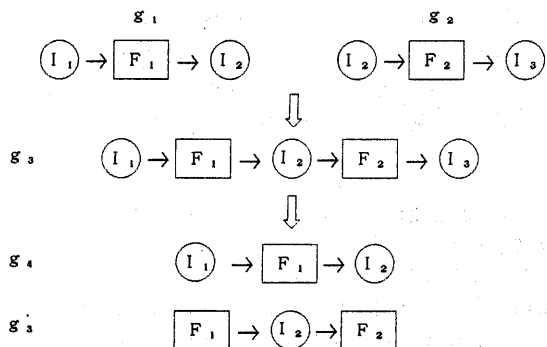 g₁ g₂
I₁ → F₁ → I₂ I₂ → F₂ → I₃
g₃ I₁ → F₁ → I₂ → F₂ → I₃
g₄ I₁ → F₁ → I₂
g′₃ F₁ → I₂ → F₂